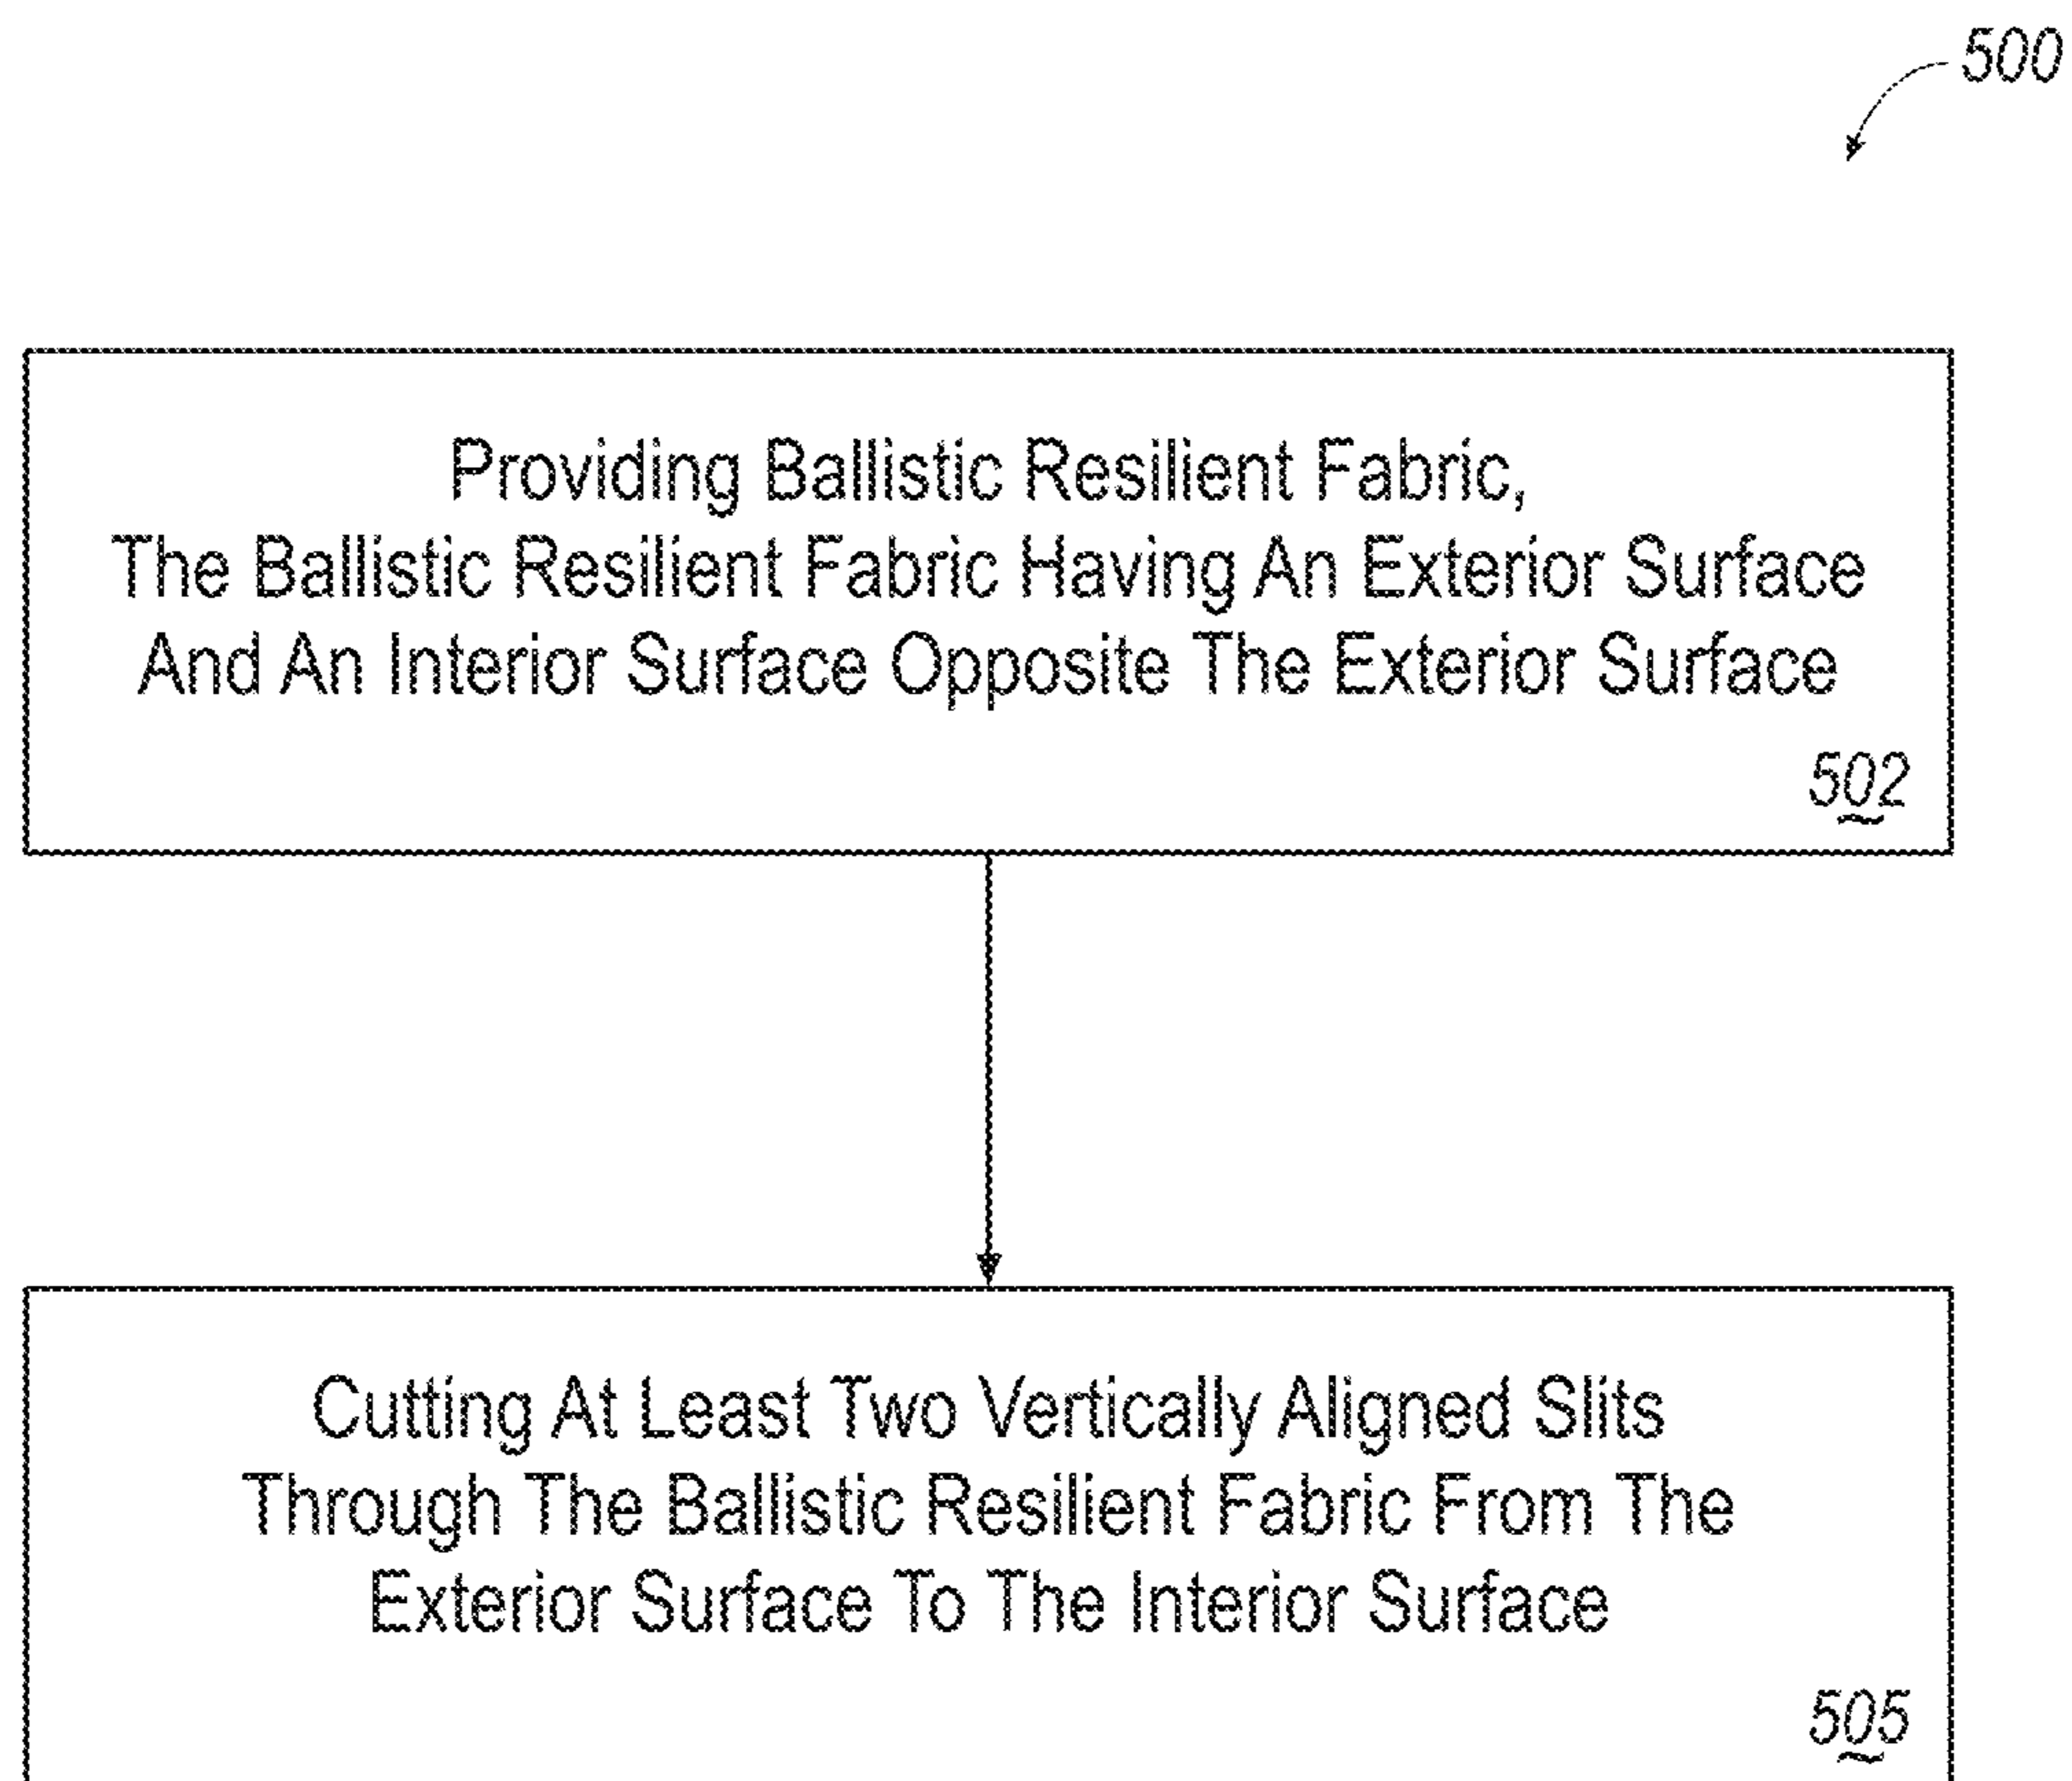 500
Providing Ballistic Resilient Fabric,
The Ballistic Resilient Fabric Having An Exterior Surface
And An Interior Surface Opposite The Exterior Surface
502
Cutting At Least Two Vertically Aligned Slits
Through The Ballistic Resilient Fabric From The
Exterior Surface To The Interior Surface
505